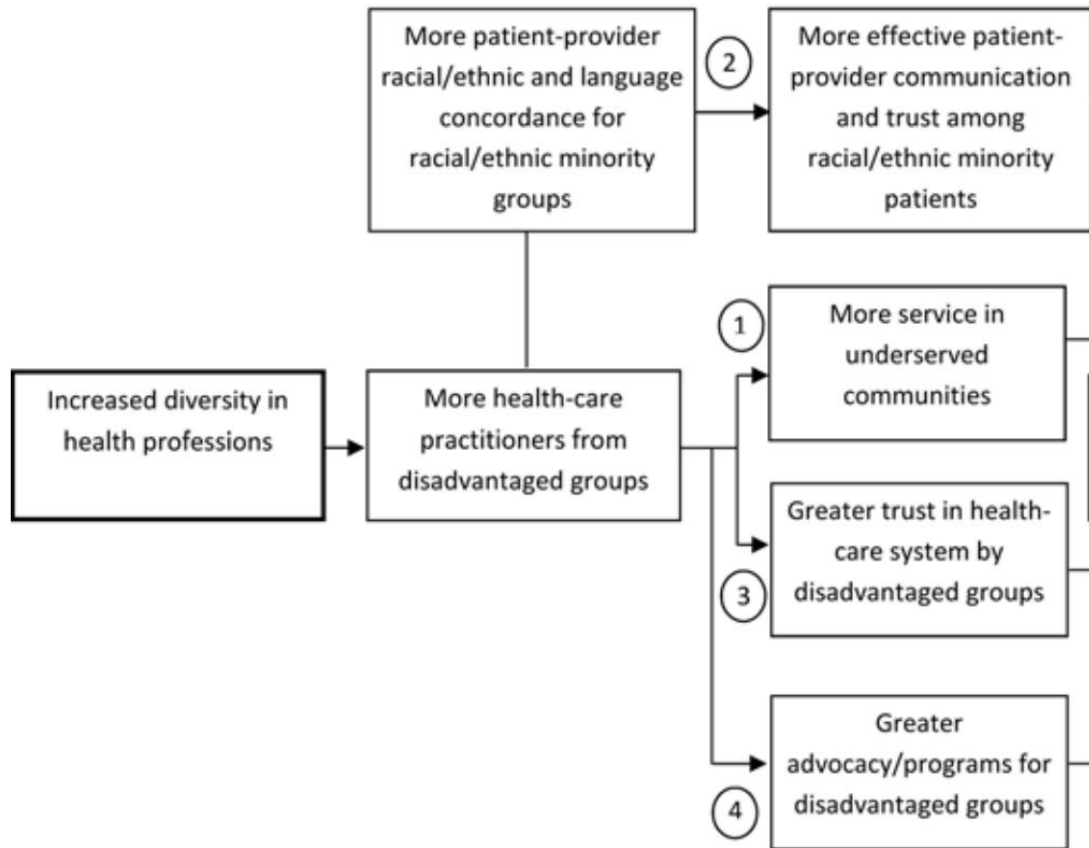 More patient-provider
racial/ethnic and language
concordance for
racial/ethnic minority
groups
2
More effective patient-
provider communication
and trust among
racial/ethnic minority
patients
Increased diversity in
health professions
More health-care
practitioners from
disadvantaged groups
1
More service in
underserved
communities
3
Greater trust in health-
care system by
disadvantaged groups
4
Greater
advocacy/programs for
disadvantaged groups